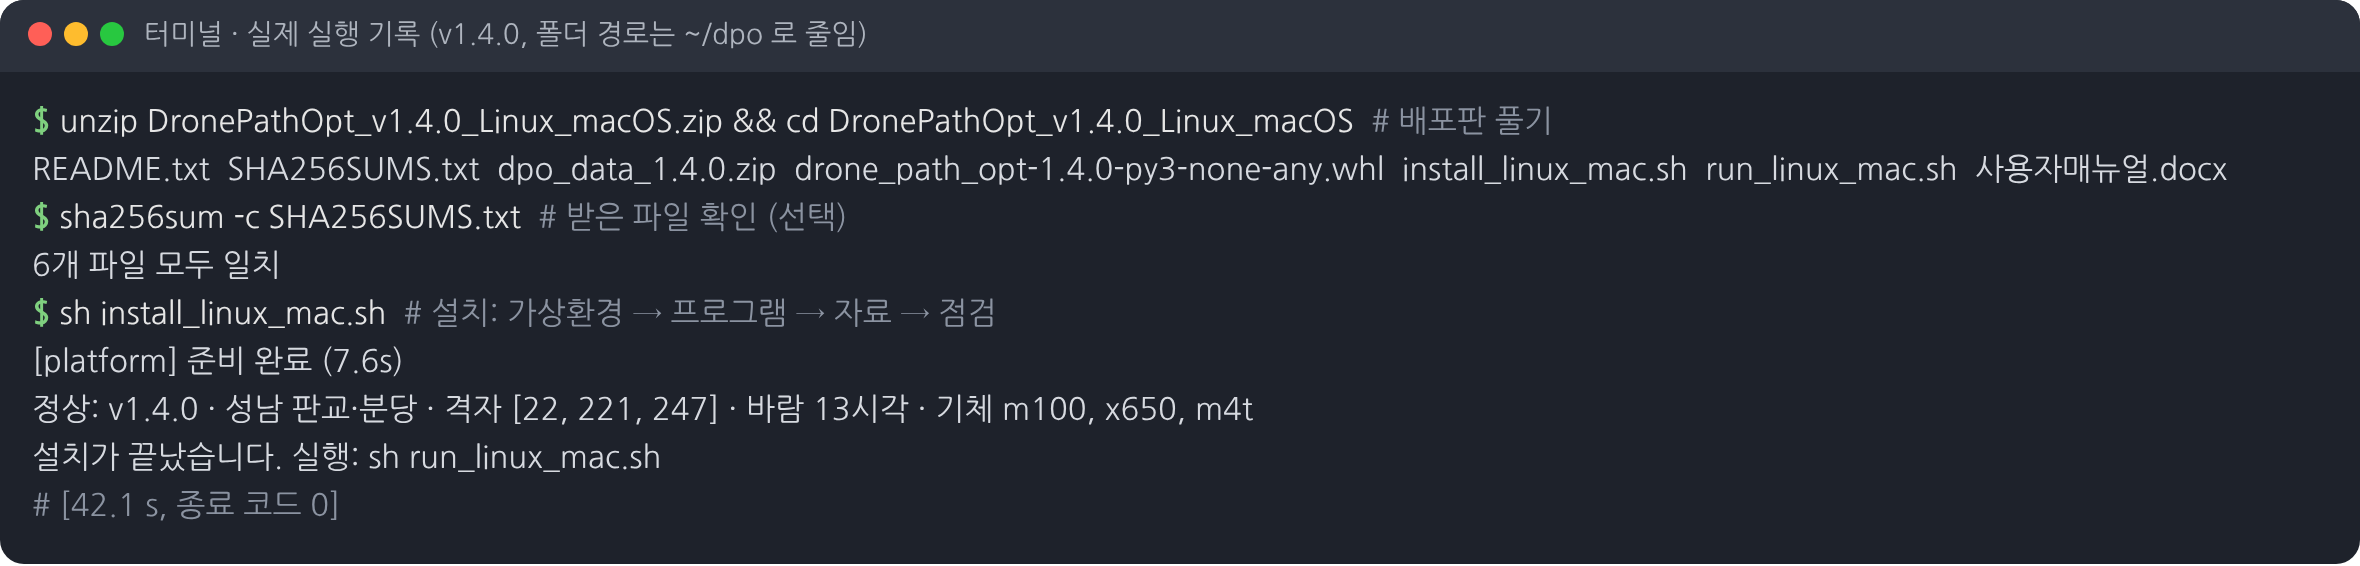 터미널 · 실제 실행 기록 (v1.4.0, 폴더 경로는 ~/dpo 로 줄임)
$ unzip DronePathOpt_v1.4.0_Linux_macOS.zip && cd DronePathOpt_v1.4.0_Linux_macOS # 배포판 풀기
README.txt SHA256SUMS.txt dpo_data_1.4.0.zip drone_path_opt-1.4.0-py3-none-any.whl install_linux_mac.sh run_linux_mac.sh 사용자매뉴얼.docx
$ sha256sum -c SHA256SUMS.txt # 받은 파일 확인 (선택)
6개 파일 모두 일치
$ sh install_linux_mac.sh # 설치: 가상환경 → 프로그램 → 자료 → 점검
[platform] 준비 완료 (7.6s)
정상: v1.4.0 · 성남 판교·분당 · 격자 [22, 221, 247] · 바람 13시각 · 기체 m100, x650, m4t
설치가 끝났습니다. 실행: sh run_linux_mac.sh
# [42.1 s, 종료 코드 0]